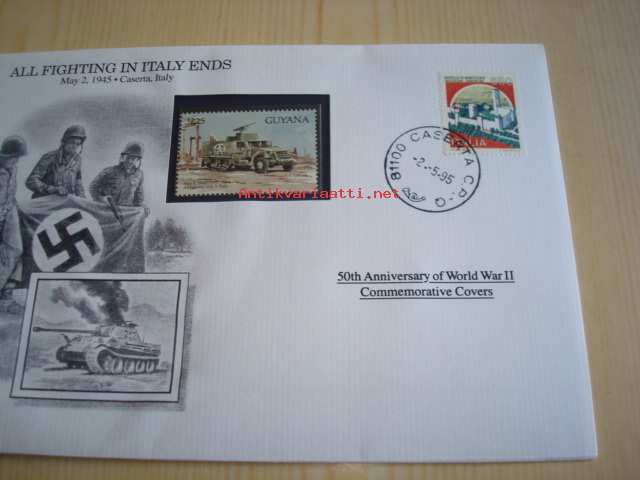 ALL FIGHTING IN ITALY ENDS
May 2, 1945 • Caserta, Italy
GUYANA
ITALIA
81100 CASERTA C.P.
-2.-5.95
Antikvariaatti.net
50th Anniversary of World War II
Commemorative Covers